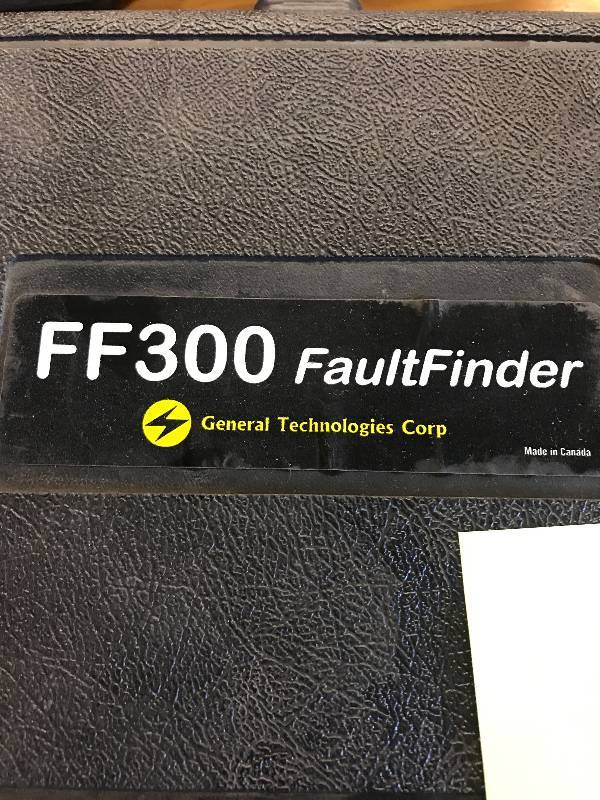 FF300 FaultFinder
General Technologies Corp
Made in Canada